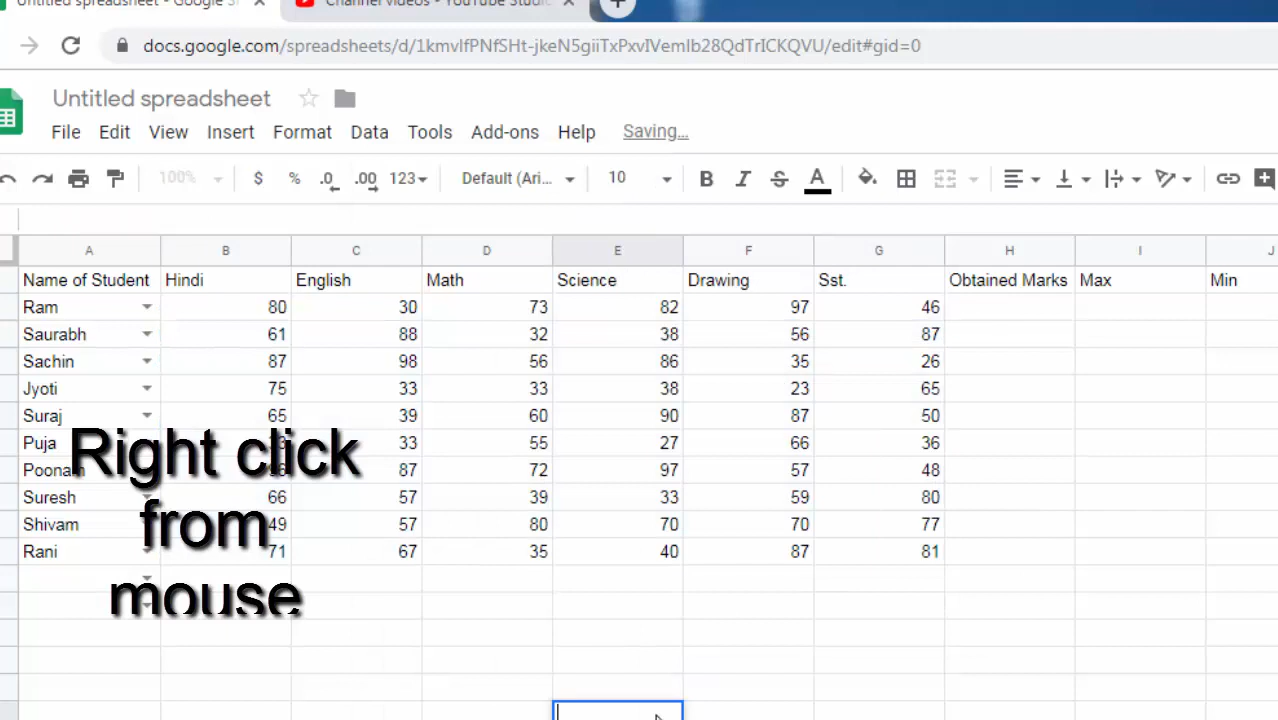 Untitled spreadsheet - Google S
Channel videos - YouTube Studio
docs.google.com/spreadsheets/d/1kmvlfPNfSHt-jkeN5giiTxPxvIVemIb28QdTrICKQVU/edit#gid=0
Untitled spreadsheet
File Edit View Insert Format Data Tools Add-ons Help Saving...
100% $ % .0 .00 123 Default (Ari... 10 B I S A
A B C D E F G H I J
Name of Student Hindi English Math Science Drawing Sst. Obtained Marks Max Min
Ram 80 30 73 82 97 46
Saurabh 61 88 32 38 56 87
Sachin 87 98 56 86 35 26
Jyoti 75 33 33 38 23 65
Suraj 65 39 60 90 87 50
Puja 33 55 27 66 36
Poonam 87 72 97 57 48
Suresh 66 57 39 33 59 80
Shivam 49 57 80 70 70 77
Rani 71 67 35 40 87 81
Right click
from
mouse